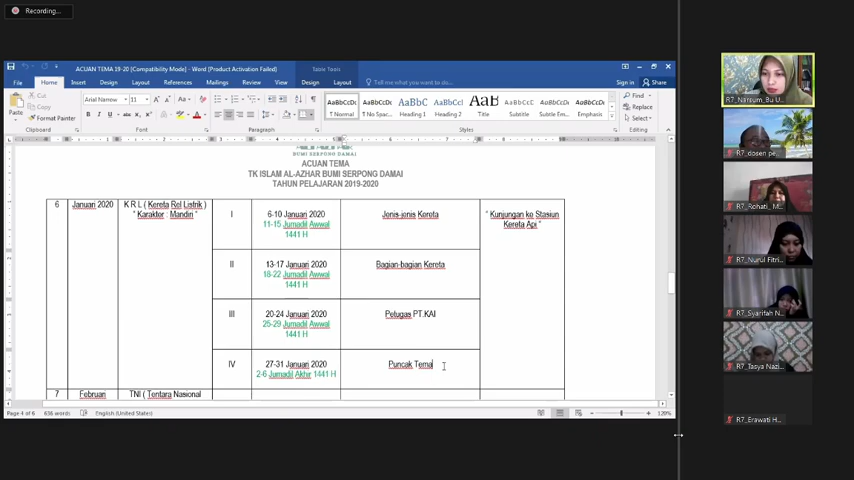 Recording...
ACUAN TEMA 19-20 [Compatibility Mode] - Word (Product Activation Failed)
Table Tools
File Home Insert Design Layout References Mailings Review View Design Layout Tell me what you want to do... Sign in Share
Paste
Cut
Copy
Format Painter
Arial Narrow 11
AaBbCcDc AaBbCcDc AaBbC AaBbCcD AaB AaBbCcD AaBbCcDc AaBbCcDc
¶ Normal ¶ No Spac... Heading 1 Heading 2 Title Subtitle Subtle Em... Emphasis
Find
Replace
Select
Clipboard Font Paragraph Styles Editing
BUMI SERPONG DAMAI
ACUAN TEMA
TK ISLAM AL-AZHAR BUMI SERPONG DAMAI
TAHUN PELAJARAN 2019-2020
6 Januari 2020 K R L ( Kereta Rel Listrik )
" Karakter : Mandiri "
I 6-10 Januari 2020
11-15 Jumadil Awwal
1441 H
Jenis-jenis Kereta
" Kunjungan ke Stasiun
Kereta Api "
II 13-17 Januari 2020
18-22 Jumadil Awwal
1441 H
Bagian-bagian Kereta
III 20-24 Januari 2020
25-29 Jumadil Awwal
1441 H
Petugas PT.KAI
IV 27-31 Januari 2020
2-6 Jumadil Akhir 1441 H
Puncak Tema
7 Februari TNI ( Tentara Nasional
Page 4 of 6 636 words English (United States) 120%
R7_Narsum_Bu U...
R7_dosen pe...
R7_Rohati_ M...
R7_Nurul Fitri...
R7_Syarifah N...
R7_Tasya Nazi...
R7_Erawati H...